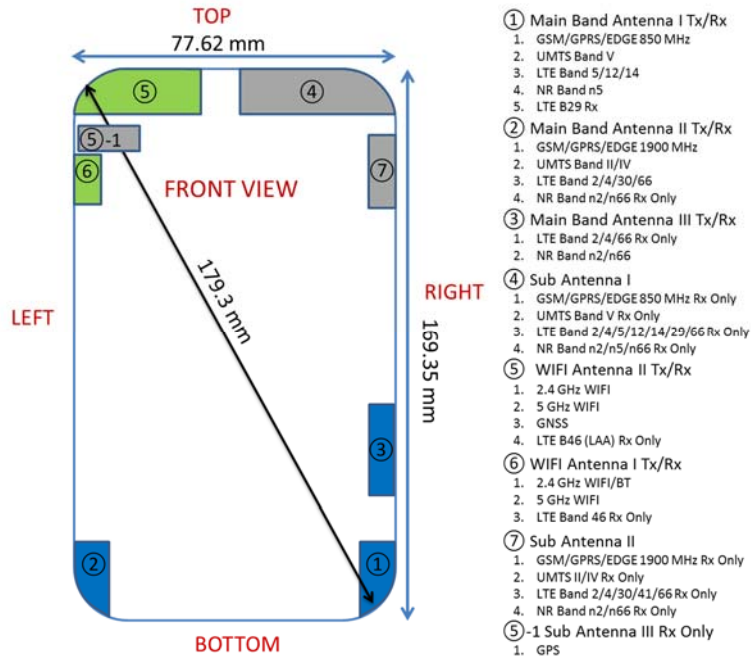 TOP
77.62 mm
⑤
④
⑤-1
⑥
⑦
FRONT VIEW
179.3 mm
LEFT
RIGHT
169.35 mm
③
②
①
BOTTOM
① Main Band Antenna I Tx/Rx
1. GSM/GPRS/EDGE 850 MHz
2. UMTS Band V
3. LTE Band 5/12/14
4. NR Band n5
5. LTE B29 Rx
② Main Band Antenna II Tx/Rx
1. GSM/GPRS/EDGE 1900 MHz
2. UMTS Band II/IV
3. LTE Band 2/4/30/66
4. NR Band n2/n66 Rx Only
③ Main Band Antenna III Tx/Rx
1. LTE Band 2/4/66 Rx Only
2. NR Band n2/n66
④ Sub Antenna I
1. GSM/GPRS/EDGE 850 MHz Rx Only
2. UMTS Band V Rx Only
3. LTE Band 2/4/5/12/14/29/66 Rx Only
4. NR Band n2/n5/n66 Rx Only
⑤ WIFI Antenna II Tx/Rx
1. 2.4 GHz WIFI
2. 5 GHz WIFI
3. GNSS
4. LTE B46 (LAA) Rx Only
⑥ WIFI Antenna I Tx/Rx
1. 2.4 GHz WIFI/BT
2. 5 GHz WIFI
3. LTE Band 46 Rx Only
⑦ Sub Antenna II
1. GSM/GPRS/EDGE 1900 MHz Rx Only
2. UMTS II/IV Rx Only
3. LTE Band 2/4/30/41/66 Rx Only
4. NR Band n2/n66 Rx Only
⑤-1 Sub Antenna III Rx Only
1. GPS